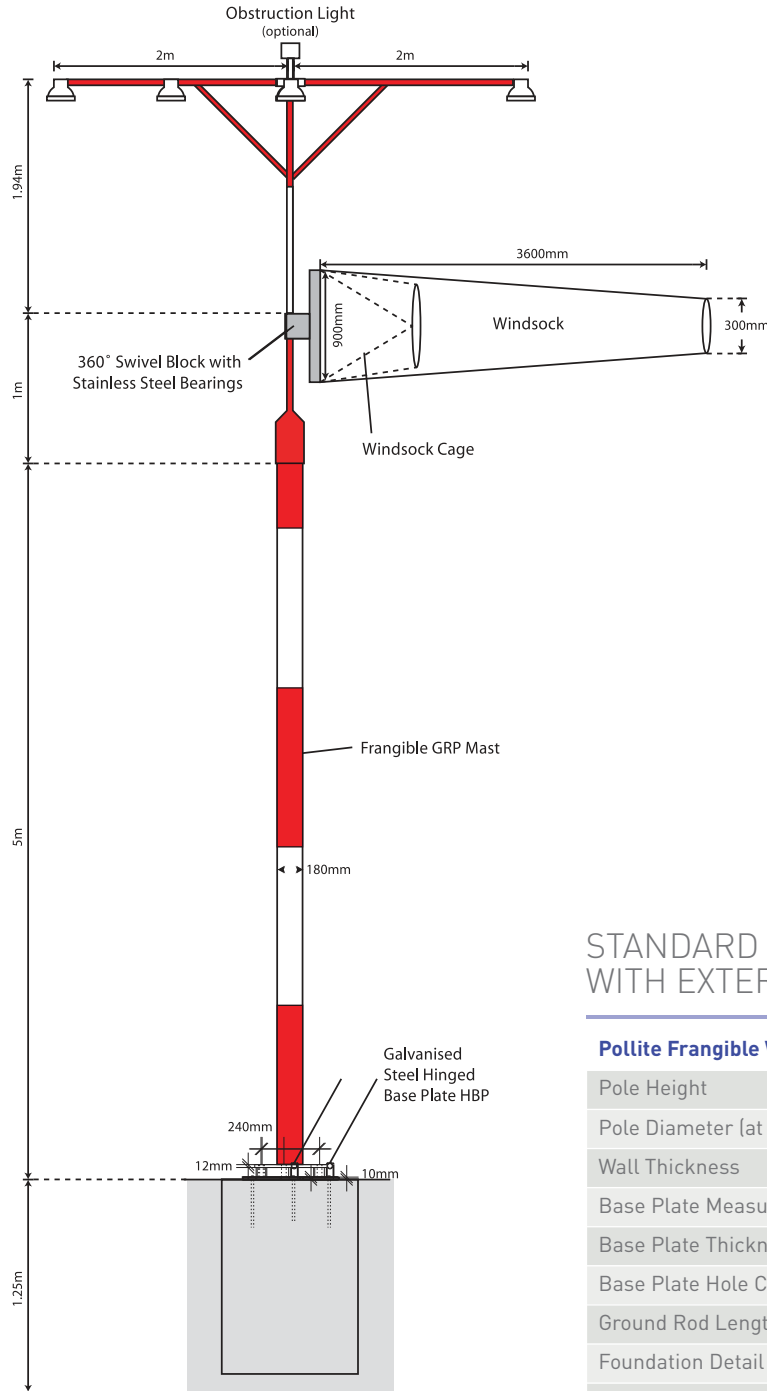 Obstruction Light
(optional)
2m
2m
1.94m
3600mm
900mm
Windsock
300mm
360˚ Swivel Block with
Stainless Steel Bearings
1m
Windsock Cage
Frangible GRP Mast
5m
180mm
STANDARD
WITH EXTER
Pollite Frangible
Galvanised
Steel Hinged
Base Plate HBP
Pole Height
240mm
Pole Diameter (at
12mm
10mm
Wall Thickness
Base Plate Measu
Base Plate Thickn
1.25m
Base Plate Hole C
Ground Rod Lengt
Foundation Detail